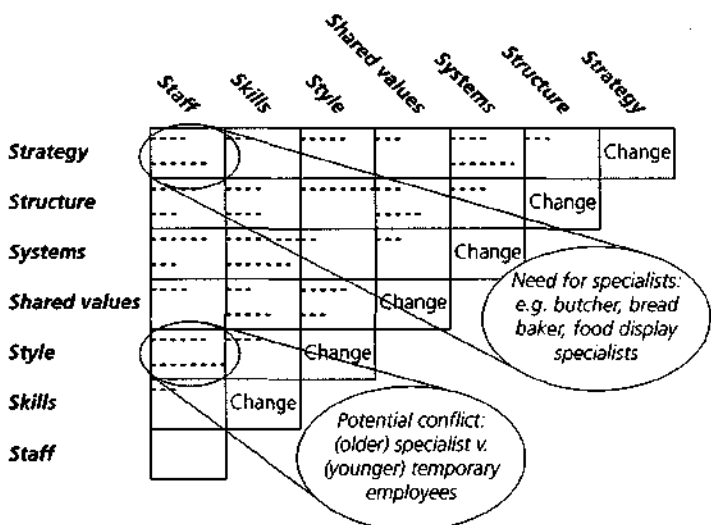 Staff
Skills
Style
Shared values
Systems
Structure
Strategy
Strategy
Change
Structure
Change
Systems
Change
Shared values
Change
Style
Change
Skills
Change
Staff
Need for specialists:
e.g. butcher, bread
baker, food display
specialists
Potential conflict:
(older) specialist v.
(younger) temporary
employees